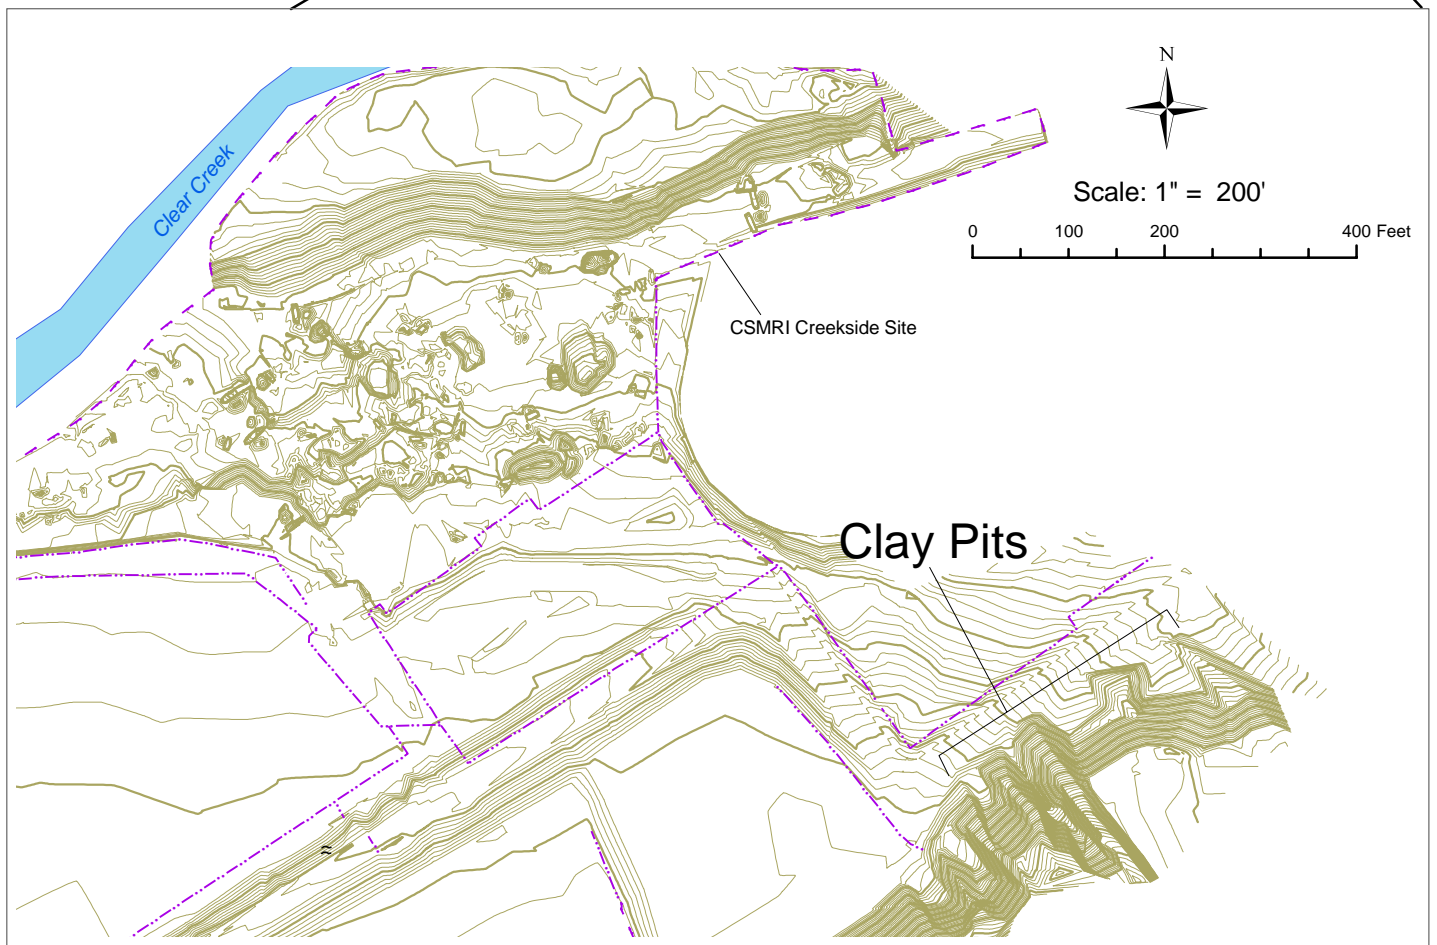 N
Clear Creek
Scale: 1" = 200'
0 100 200 400 Feet
CSMRI Creekside Site
Clay Pits
≈